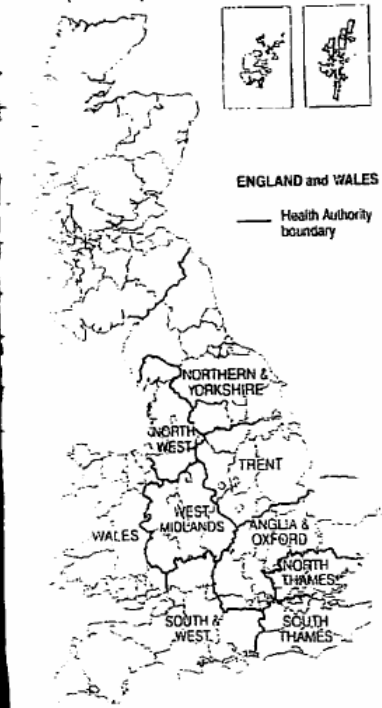 ENGLAND and WALES
Health Authority
boundary
NORTHERN &
YORKSHIRE
NORTH
WEST
TRENT
WEST
MIDLANDS
WALES
ANGLIA &
OXFORD
NORTH
THAMES
SOUTH &
WEST
SOUTH
THAMES